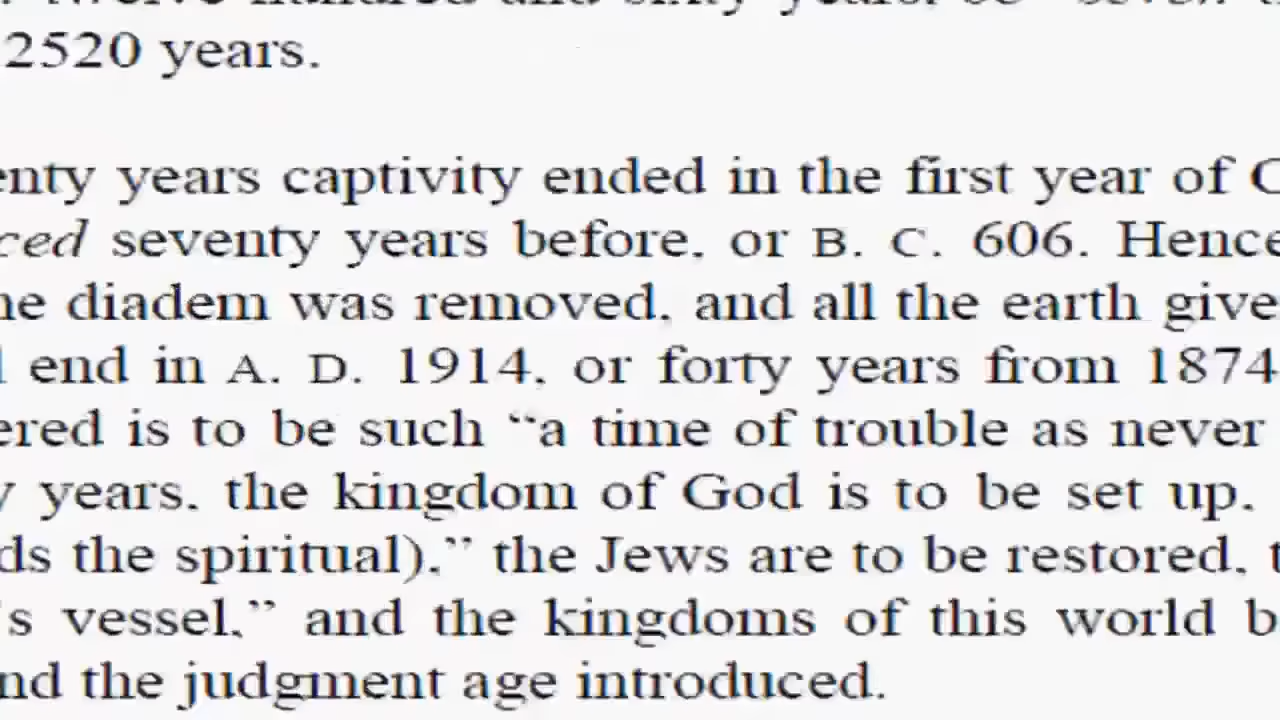 2520 years.
enty years captivity ended in the first year of C
ced seventy years before, or B. C. 606. Hence
he diadem was removed, and all the earth give
end in A. D. 1914, or forty years from 1874
ered is to be such “a time of trouble as never
y years, the kingdom of God is to be set up,
ds the spiritual),” the Jews are to be restored, t
's vessel,” and the kingdoms of this world b
nd the judgment age introduced.